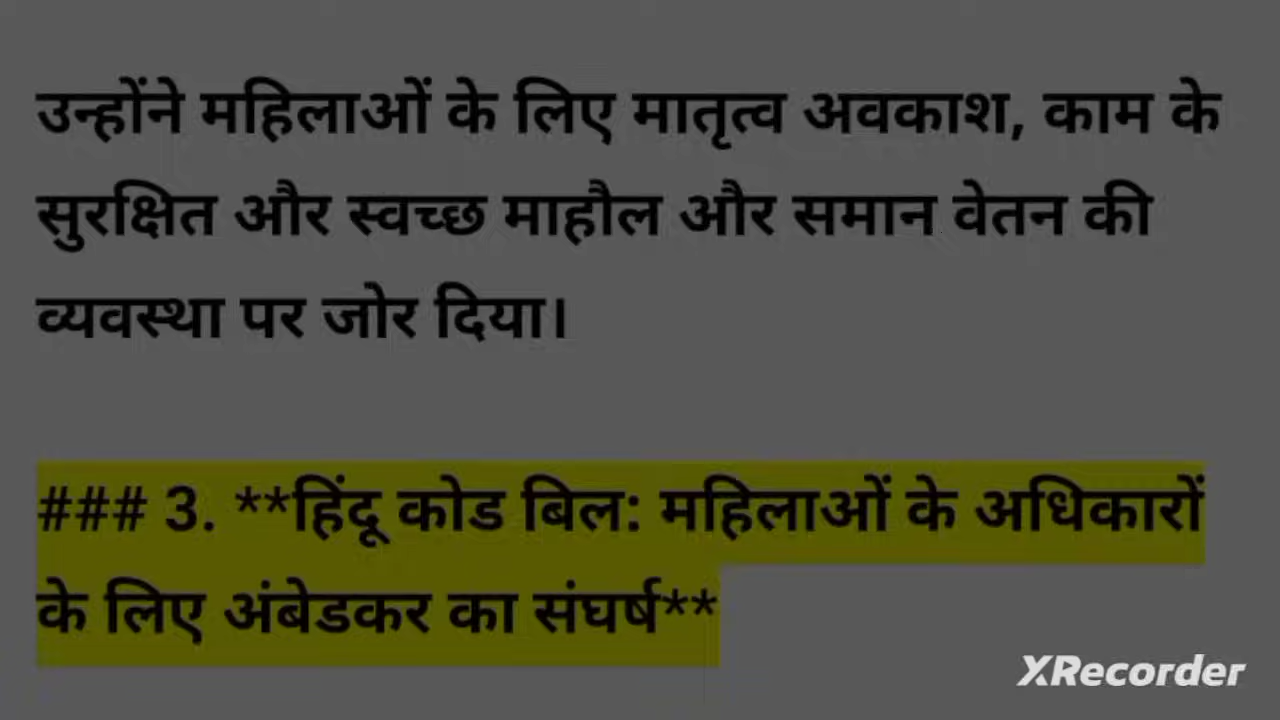 उन्होंने महिलाओं के लिए मातृत्व अवकाश, काम के
सुरक्षित और स्वच्छ माहौल और समान वेतन की
व्यवस्था पर जोर दिया।
### 3. **हिंदू कोड बिल: महिलाओं के अधिकारों
के लिए अंबेडकर का संघर्ष**
XRecorder